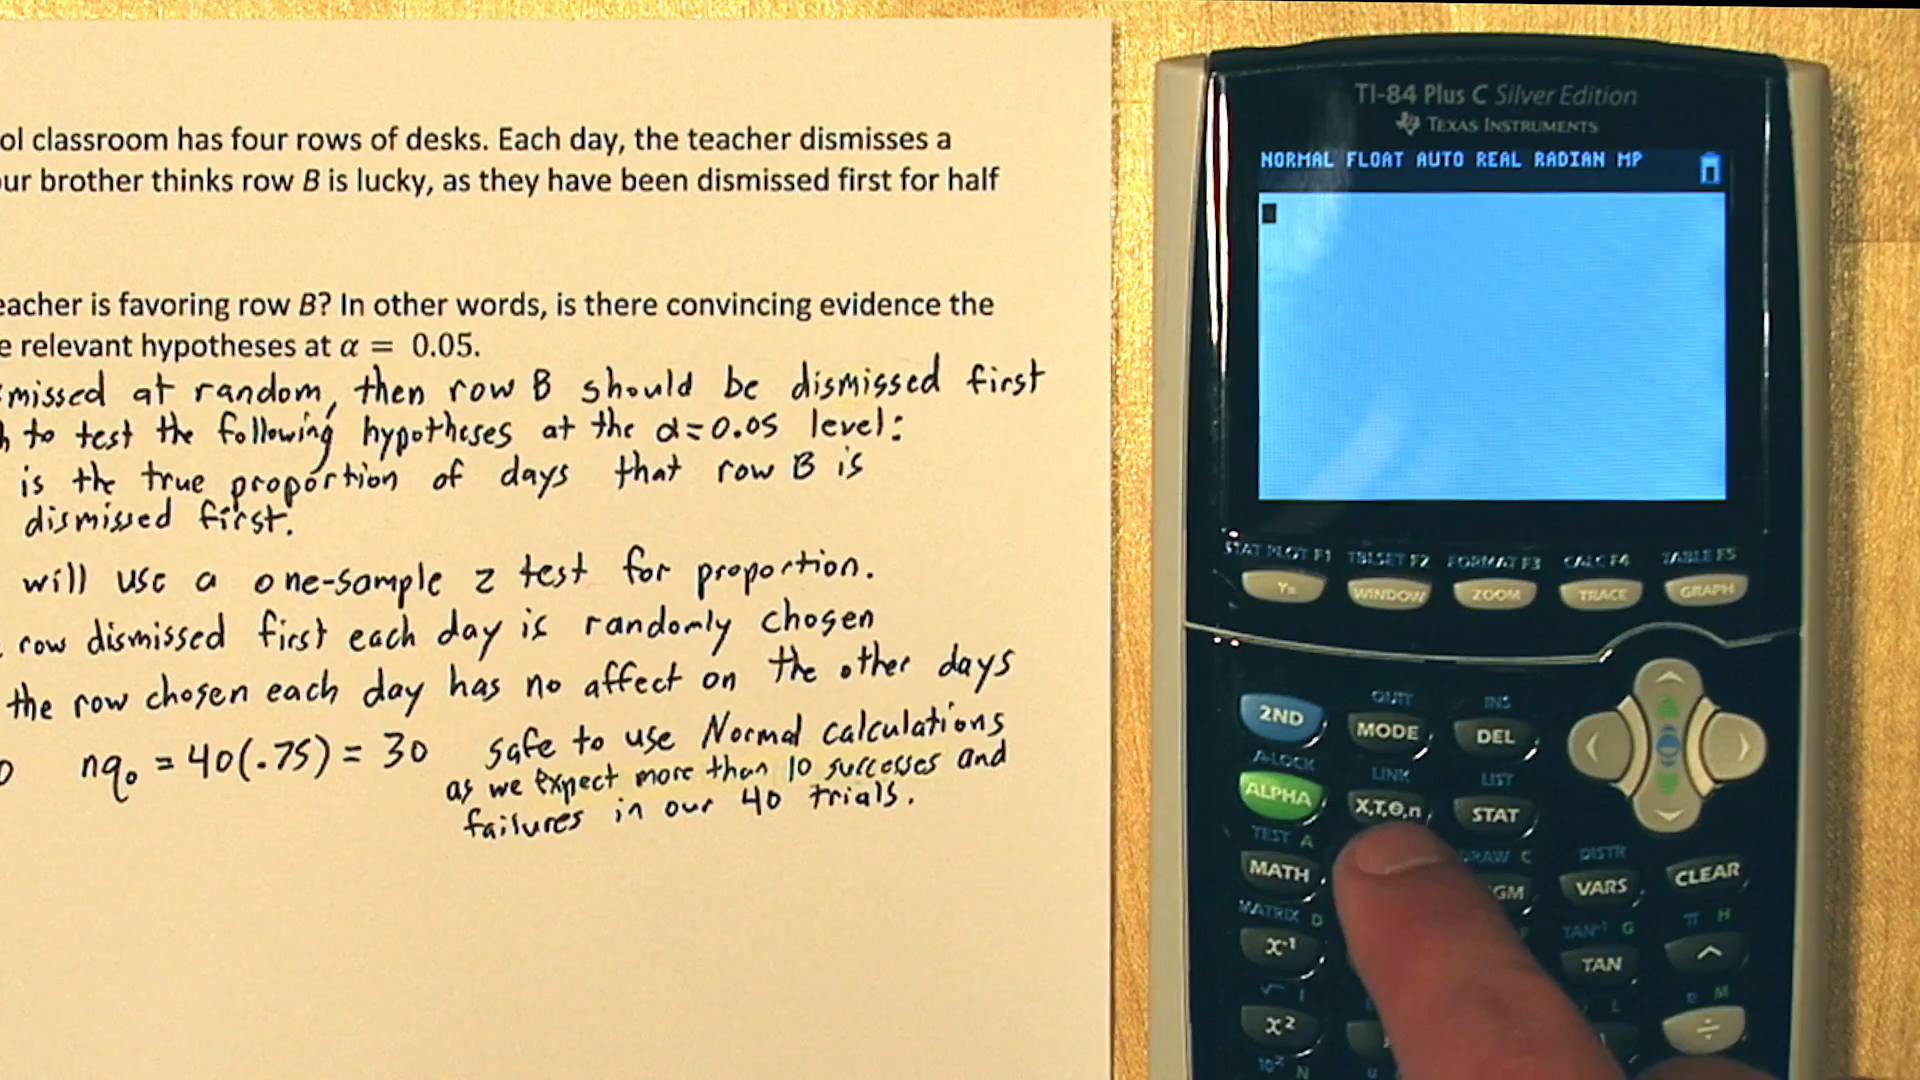 ol classroom has four rows of desks. Each day, the teacher dismisses a
our brother thinks row B is lucky, as they have been dismissed first for half
eacher is favoring row B? In other words, is there convincing evidence the
e relevant hypotheses at α = 0.05.
missed at random, then row B should be dismissed first
h to test the following hypotheses at the α=0.05 level:
is the true proportion of days that row B is
dismissed first.
will use a one-sample z test for proportion.
row dismissed first each day is randomly chosen
the row chosen each day has no affect on the other days
0 nq₀ = 40(.75) = 30 safe to use Normal calculations
as we expect more than 10 successes and
failures in our 40 trials.
TI-84 Plus C Silver Edition
TEXAS INSTRUMENTS
NORMAL FLOAT AUTO REAL RADIAN MP
STAT PLOT F1 TBLSET F2 FORMAT F3 CALC F4 TABLE F5
Y= WINDOW ZOOM TRACE GRAPH
QUIT INS
2ND MODE DEL
A-LOCK LINK LIST
ALPHA X,T,Θ,n STAT
TEST A DRAW C DISTR
MATH GM VARS CLEAR
MATRIX D TAN⁻¹ G π H
x⁻¹ TAN ^
√ I L M
x² ÷
10ˣ N